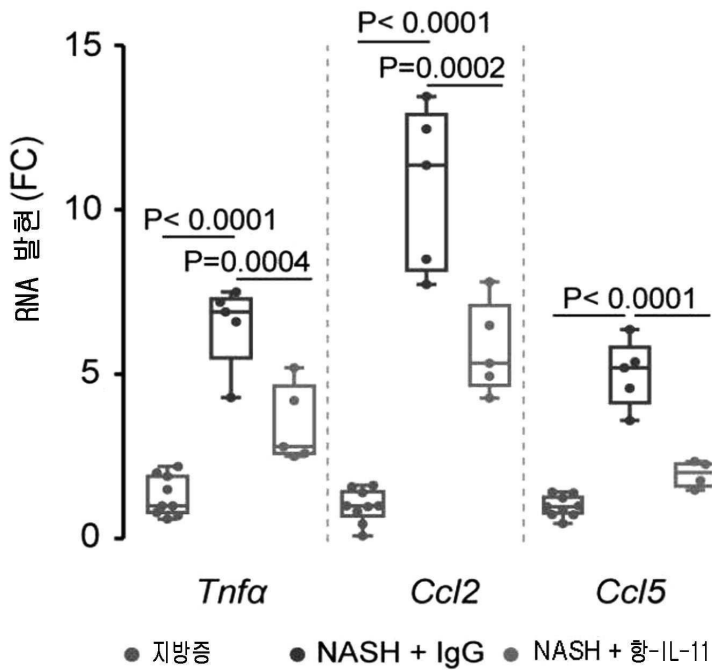 P< 0.0001
15
P=0.0002
RNA 발현 (FC)
10
P< 0.0001
P=0.0004
P< 0.0001
5
0
Tnfα Ccl2 Ccl5
지방증 NASH + IgG NASH + 항-IL-11